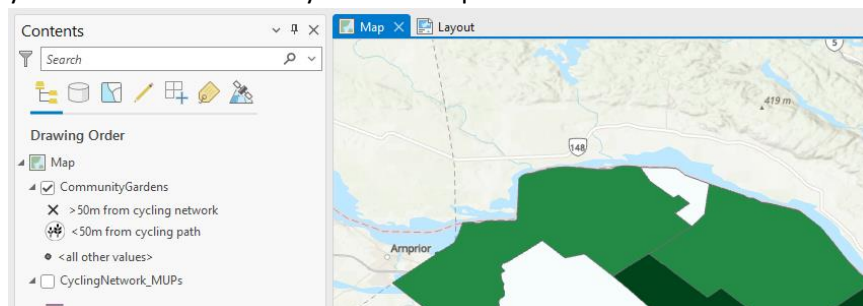 Contents
Search
Drawing Order
Map
CommunityGardens
>50m from cycling network
<50m from cycling path
<all other values>
CyclingNetwork_MUPs
Map
Layout
5
419 m
148
Arnprior